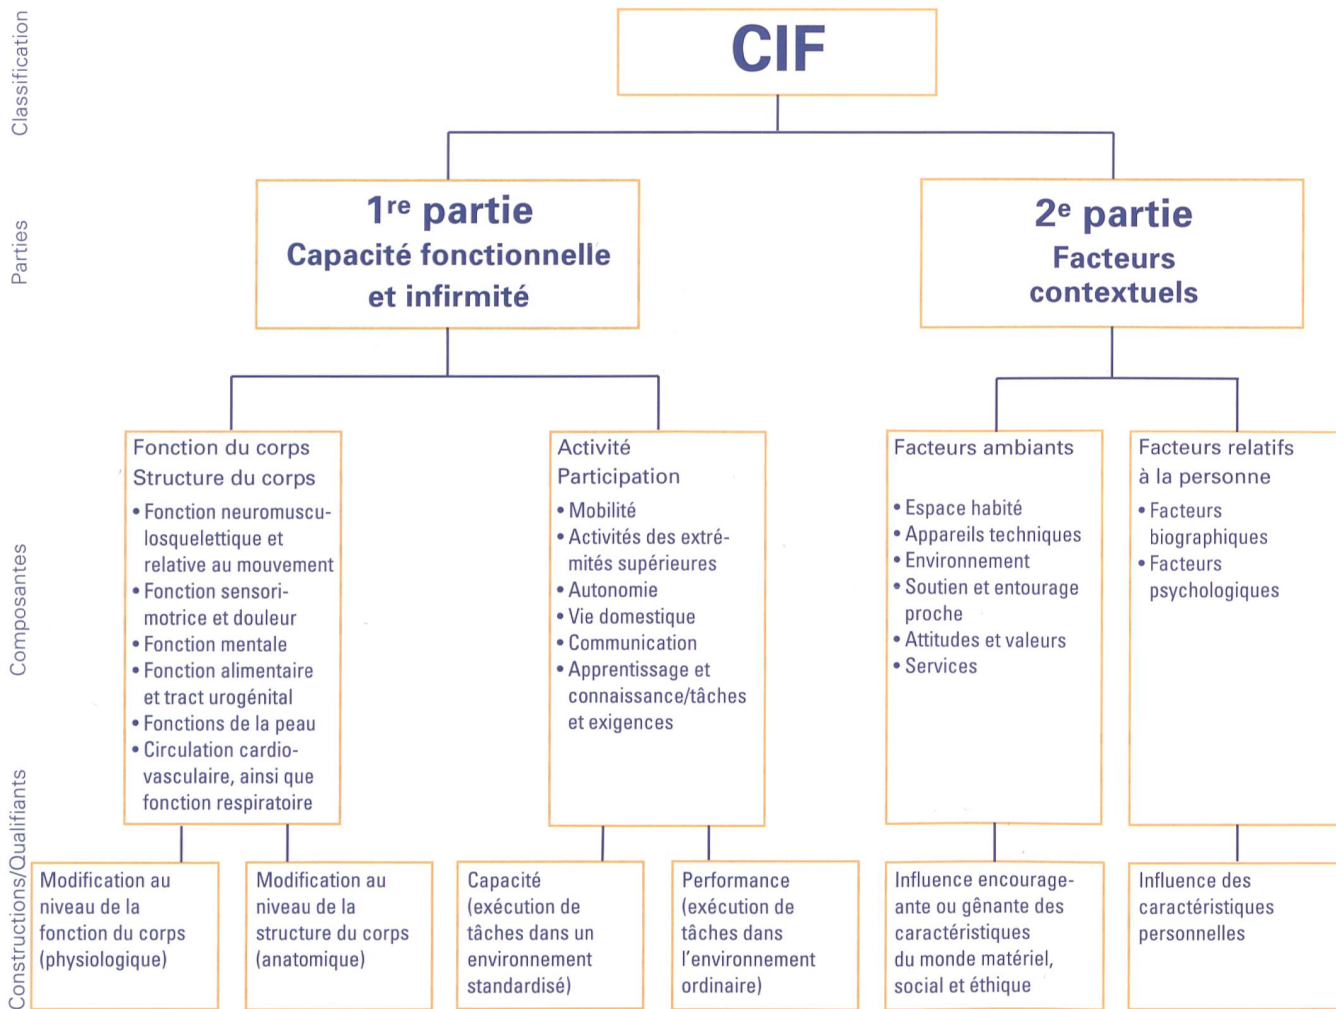 Classification
CIF
Parties
1re partie
Capacité fonctionnelle
et infirmité
2e partie
Facteurs
contextuels
Composantes
Fonction du corps
Structure du corps
• Fonction neuromuscu-
losquelettique et
relative au mouvement
• Fonction sensori-
motrice et douleur
• Fonction mentale
• Fonction alimentaire
et tract urogénital
• Fonctions de la peau
• Circulation cardio-
vasculaire, ainsi que
fonction respiratoire
Activité
Participation
• Mobilité
• Activités des extré-
mités supérieures
• Autonomie
• Vie domestique
• Communication
• Apprentissage et
connaissance/tâches
et exigences
Facteurs ambiants
• Espace habité
• Appareils techniques
• Environnement
• Soutien et entourage
proche
• Attitudes et valeurs
• Services
Facteurs relatifs
à la personne
• Facteurs
biographiques
• Facteurs
psychologiques
Constructions/Qualifiants
Modification au
niveau de la
fonction du corps
(physiologique)
Modification au
niveau de la
structure du corps
(anatomique)
Capacité
(exécution de
tâches dans un
environnement
standardisé)
Performance
(exécution de
tâches dans
l'environnement
ordinaire)
Influence encourage-
ante ou gênante des
caractéristiques
du monde matériel,
social et éthique
Influence des
caractéristiques
personnelles